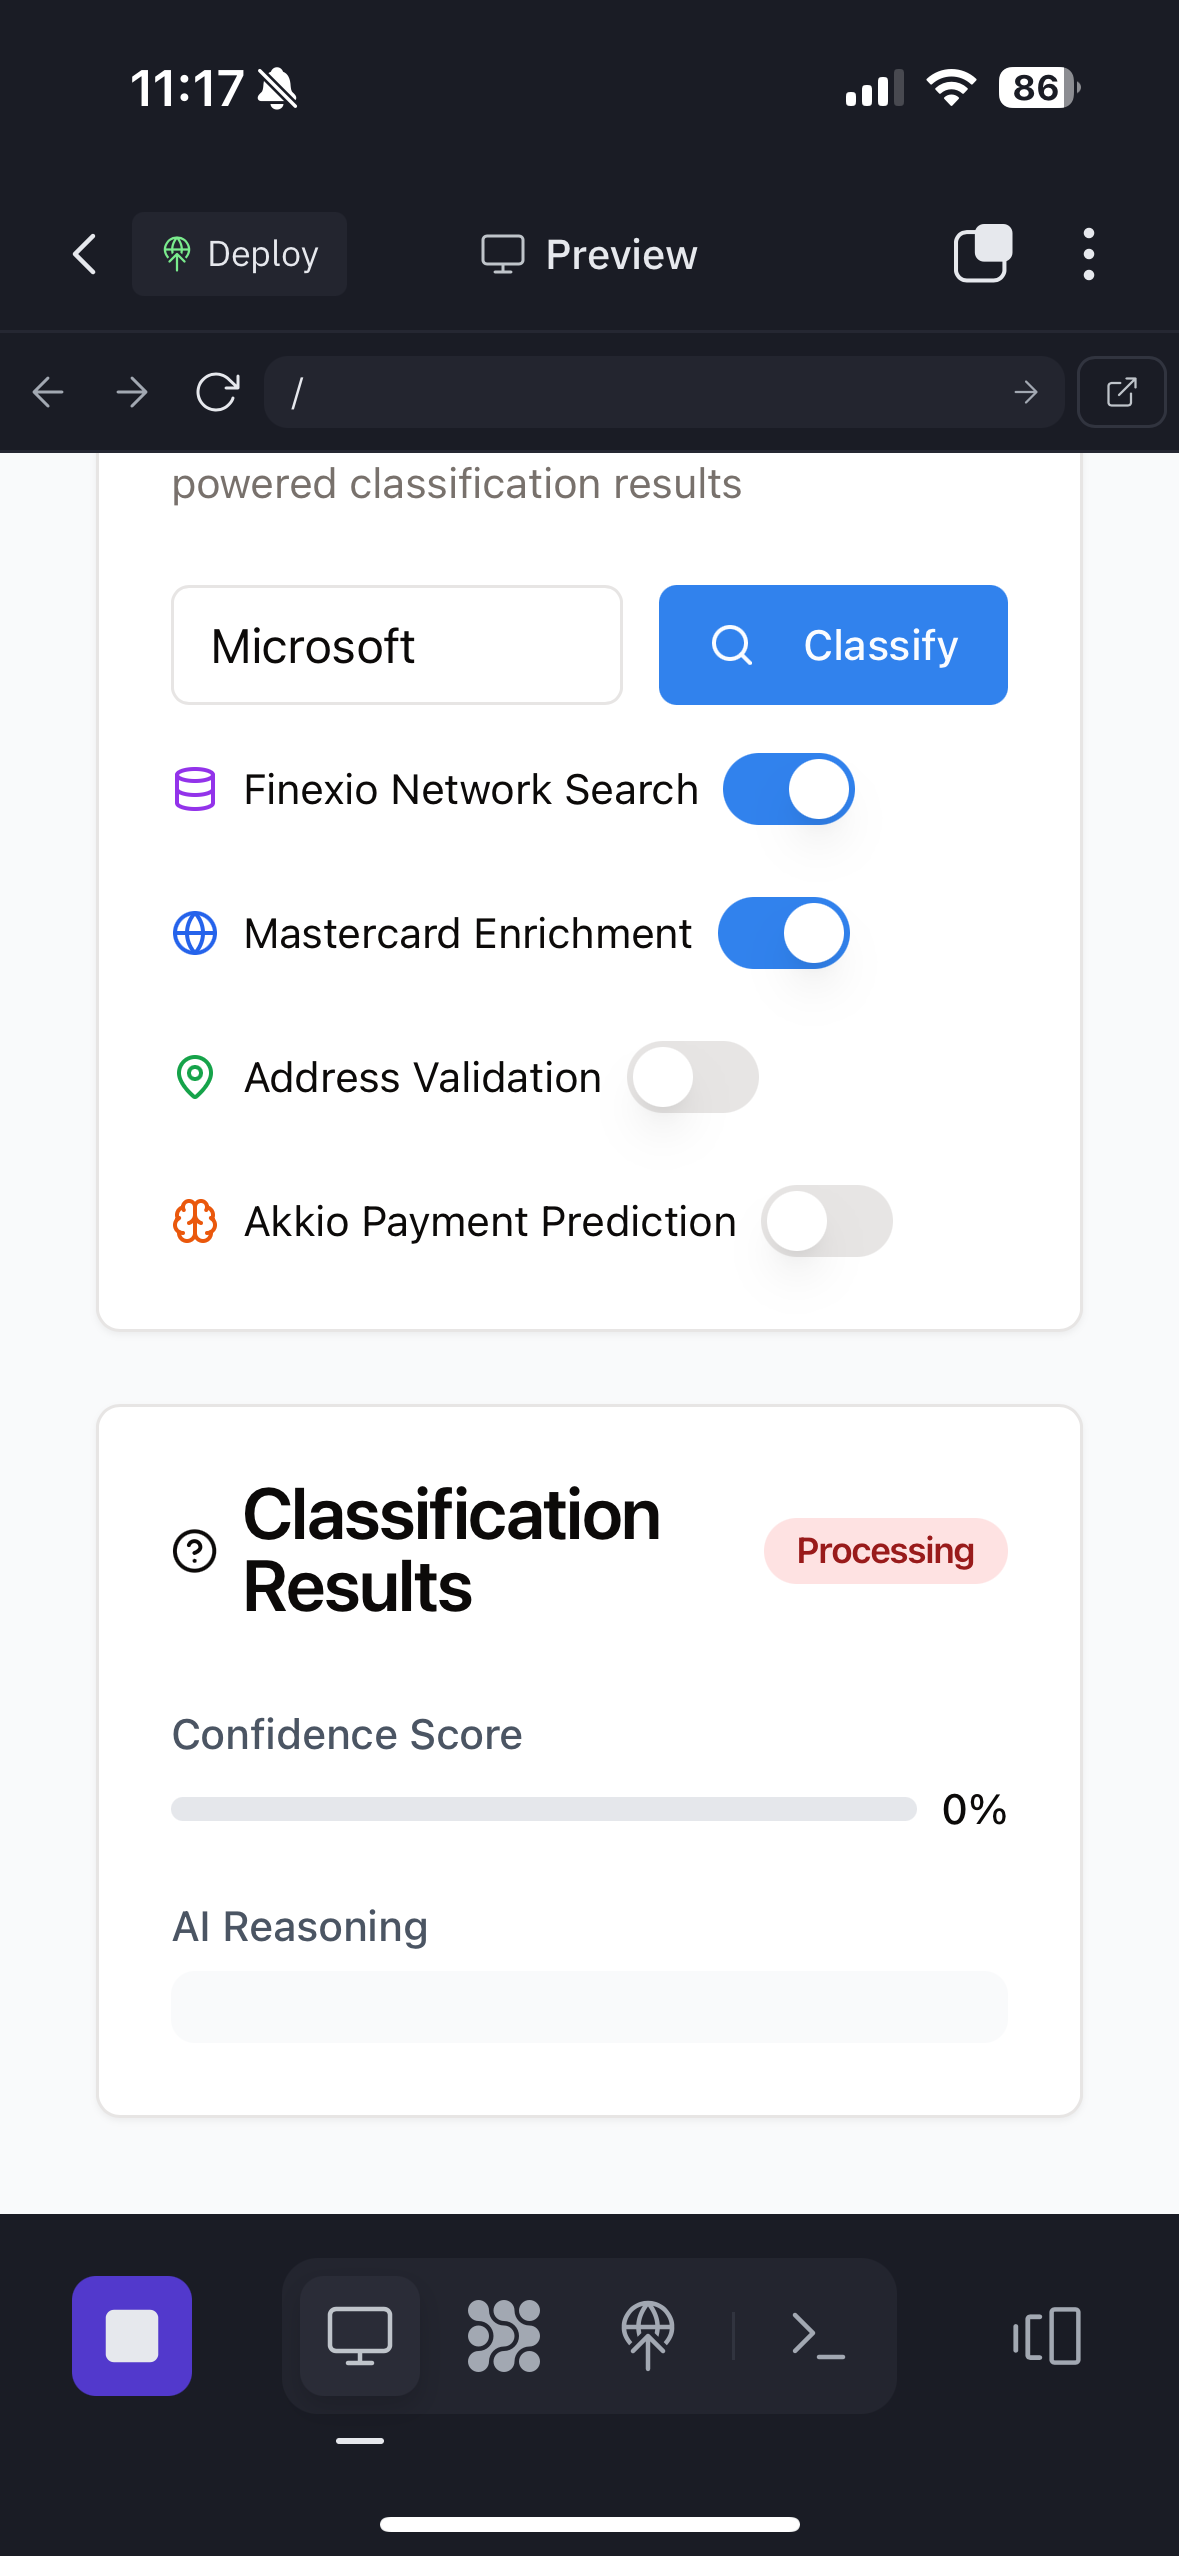 11:17
86
Deploy
Preview
/
powered classification results
Microsoft
Classify
Finexio Network Search
Mastercard Enrichment
Address Validation
Akkio Payment Prediction
Classification
Results
Processing
Confidence Score
0%
AI Reasoning